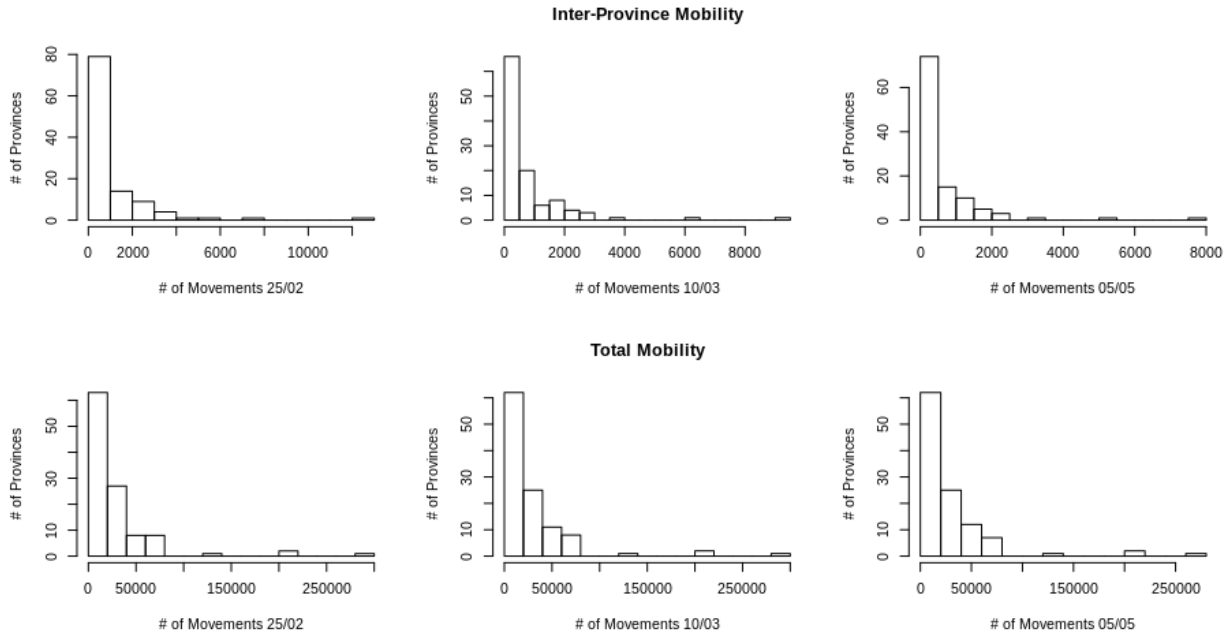 Inter-Province Mobility
# of Provinces
0 20 40 60 80
0 2000 6000 10000
# of Movements 25/02
# of Provinces
0 10 30 50
0 2000 4000 6000 8000
# of Movements 10/03
# of Provinces
0 20 40 60
0 2000 4000 6000 8000
# of Movements 05/05
Total Mobility
# of Provinces
0 10 30 50
0 50000 150000 250000
# of Movements 25/02
# of Provinces
0 10 30 50
0 50000 150000 250000
# of Movements 10/03
# of Provinces
0 10 30 50
0 50000 150000 250000
# of Movements 05/05